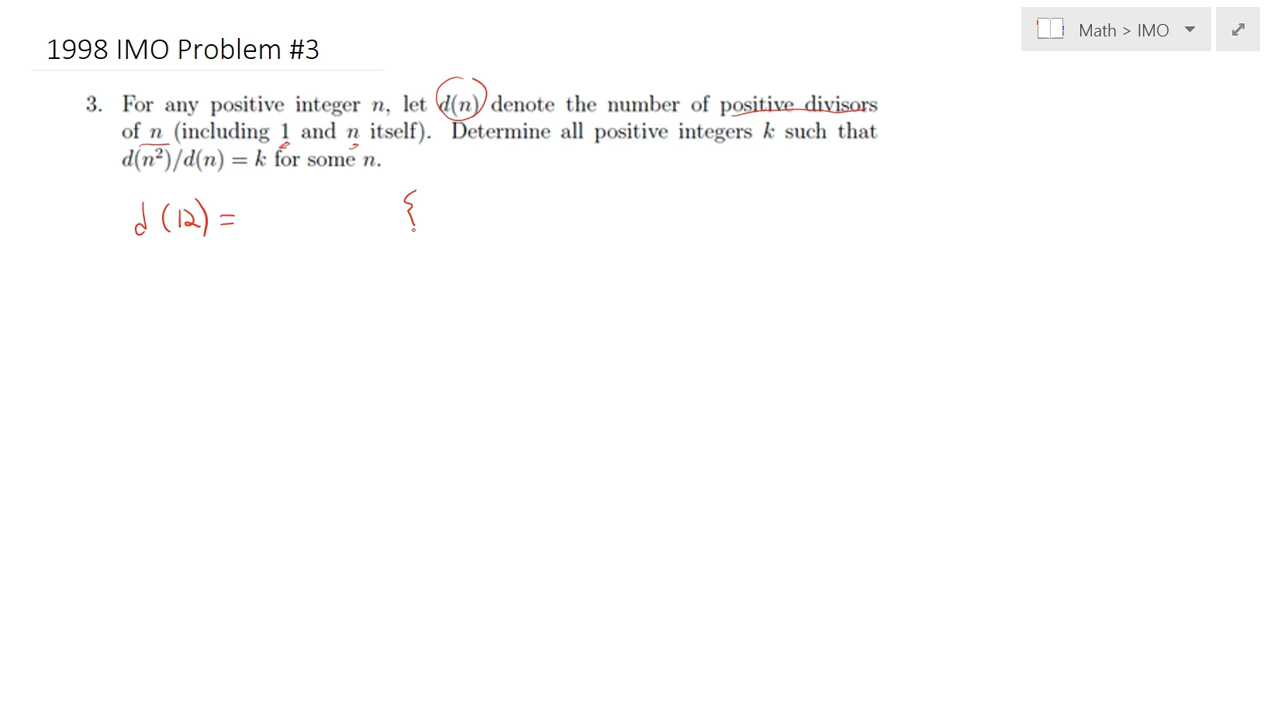 1998 IMO Problem #3
Math > IMO
3. For any positive integer n, let d(n) denote the number of positive divisors
of n (including 1 and n itself). Determine all positive integers k such that
d(n²)/d(n) = k for some n.
d(12) = {